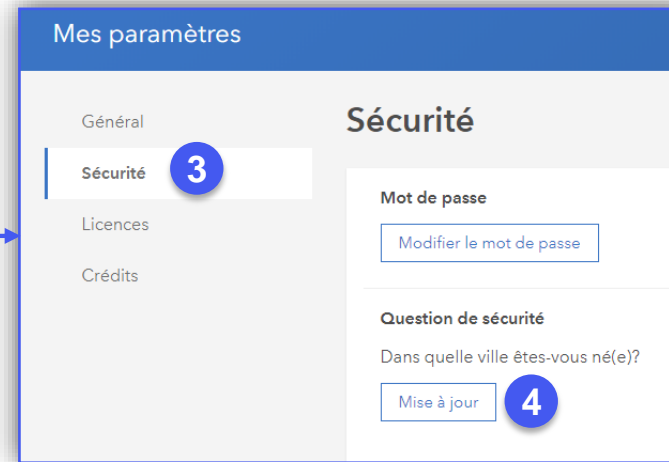 Mes paramètres
Général
Sécurité
3
Licences
Crédits
Sécurité
Mot de passe
Modifier le mot de passe
Question de sécurité
Dans quelle ville êtes-vous né(e)?
Mise à jour
4